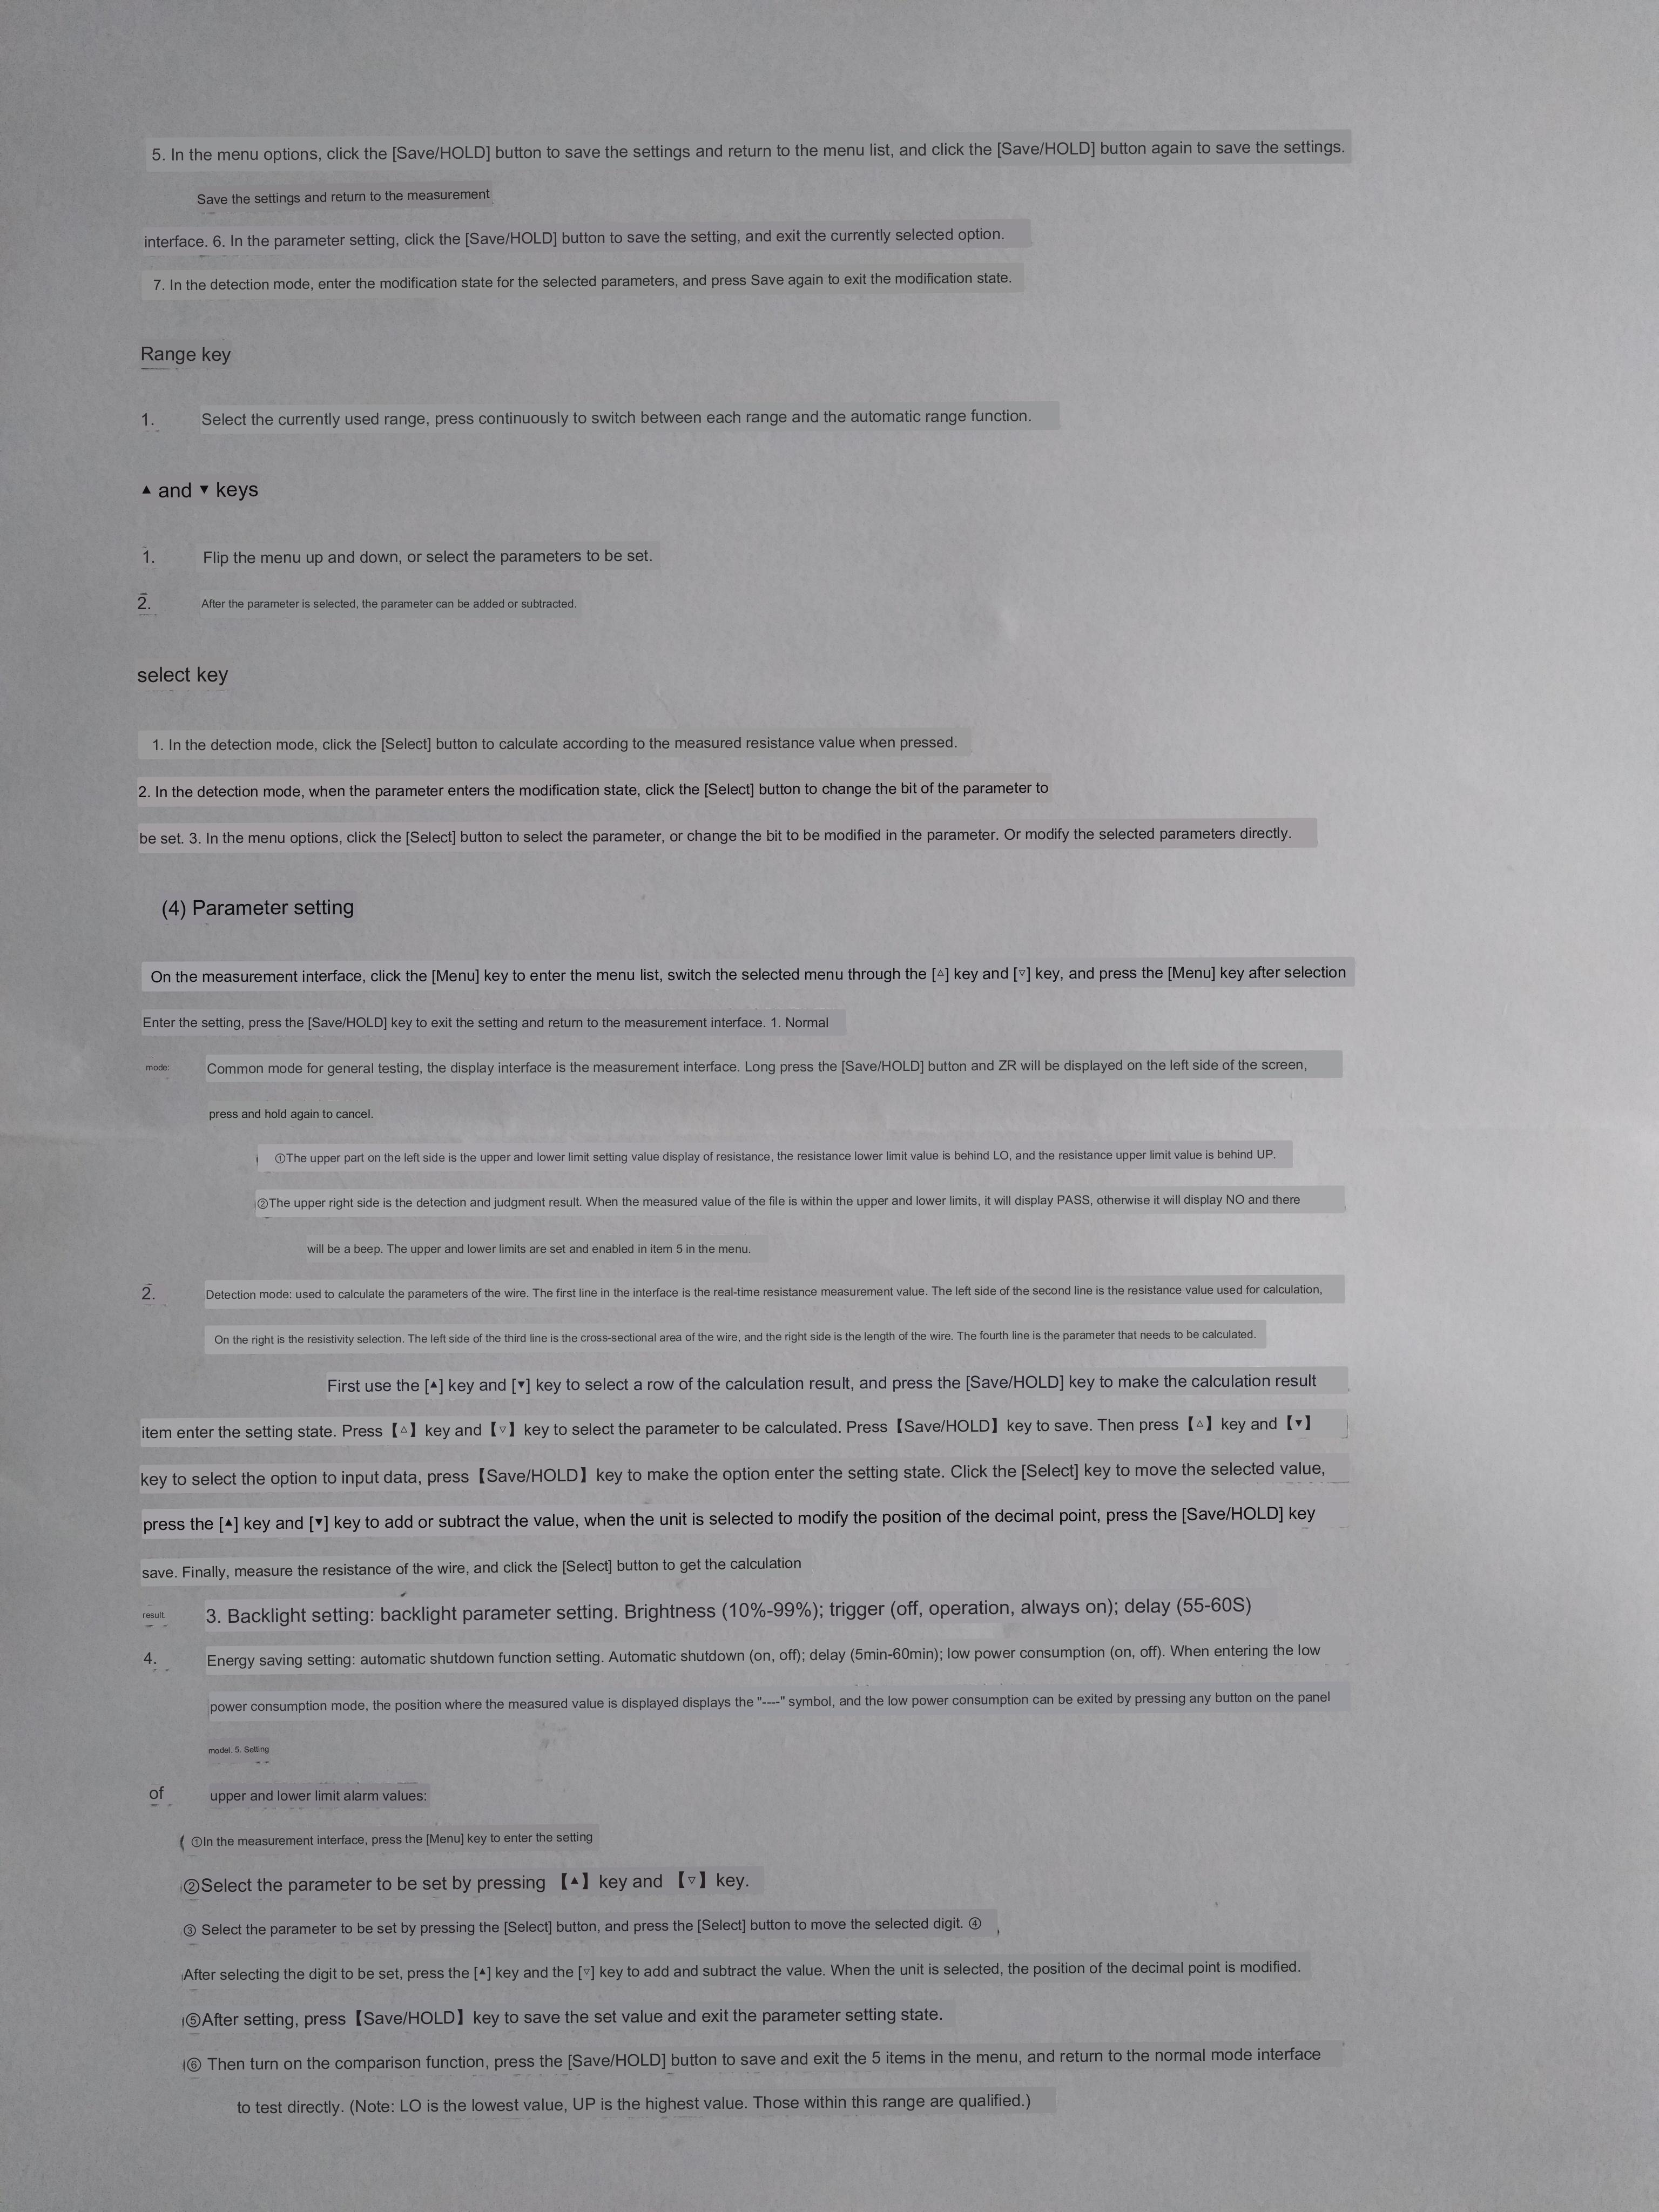 5. In the menu options, click the [Save/HOLD] button to save the settings and return to the menu list, and click the [Save/HOLD] button again to save the settings.
Save the settings and return to the measurement
interface. 6. In the parameter setting, click the [Save/HOLD] button to save the setting, and exit the currently selected option.
7. In the detection mode, enter the modification state for the selected parameters, and press Save again to exit the modification state.
Range key
1. Select the currently used range, press continuously to switch between each range and the automatic range function.
▲ and ▼ keys
1. Flip the menu up and down, or select the parameters to be set.
2. After the parameter is selected, the parameter can be added or subtracted.
select key
1. In the detection mode, click the [Select] button to calculate according to the measured resistance value when pressed.
2. In the detection mode, when the parameter enters the modification state, click the [Select] button to change the bit of the parameter to
be set. 3. In the menu options, click the [Select] button to select the parameter, or change the bit to be modified in the parameter. Or modify the selected parameters directly.
(4) Parameter setting
On the measurement interface, click the [Menu] key to enter the menu list, switch the selected menu through the [△] key and [▽] key, and press the [Menu] key after selection
Enter the setting, press the [Save/HOLD] key to exit the setting and return to the measurement interface. 1. Normal
mode: Common mode for general testing, the display interface is the measurement interface. Long press the [Save/HOLD] button and ZR will be displayed on the left side of the screen,
press and hold again to cancel.
①The upper part on the left side is the upper and lower limit setting value display of resistance, the resistance lower limit value is behind LO, and the resistance upper limit value is behind UP.
②The upper right side is the detection and judgment result. When the measured value of the file is within the upper and lower limits, it will display PASS, otherwise it will display NO and there
will be a beep. The upper and lower limits are set and enabled in item 5 in the menu.
2. Detection mode: used to calculate the parameters of the wire. The first line in the interface is the real-time resistance measurement value. The left side of the second line is the resistance value used for calculation,
On the right is the resistivity selection. The left side of the third line is the cross-sectional area of the wire, and the right side is the length of the wire. The fourth line is the parameter that needs to be calculated.
First use the [▲] key and [▼] key to select a row of the calculation result, and press the [Save/HOLD] key to make the calculation result
item enter the setting state. Press【△】key and【▽】key to select the parameter to be calculated. Press【Save/HOLD】key to save. Then press【△】key and【▼】
key to select the option to input data, press【Save/HOLD】key to make the option enter the setting state. Click the [Select] key to move the selected value,
press the [▲] key and [▼] key to add or subtract the value, when the unit is selected to modify the position of the decimal point, press the [Save/HOLD] key
save. Finally, measure the resistance of the wire, and click the [Select] button to get the calculation
result. 3. Backlight setting: backlight parameter setting. Brightness (10%-99%); trigger (off, operation, always on); delay (55-60S)
4. Energy saving setting: automatic shutdown function setting. Automatic shutdown (on, off); delay (5min-60min); low power consumption (on, off). When entering the low
power consumption mode, the position where the measured value is displayed displays the "----" symbol, and the low power consumption can be exited by pressing any button on the panel
model. 5. Setting
of upper and lower limit alarm values:
①In the measurement interface, press the [Menu] key to enter the setting
②Select the parameter to be set by pressing 【▲】key and 【▽】key.
③ Select the parameter to be set by pressing the [Select] button, and press the [Select] button to move the selected digit. ④
After selecting the digit to be set, press the [▲] key and the [▽] key to add and subtract the value. When the unit is selected, the position of the decimal point is modified.
⑤After setting, press【Save/HOLD】key to save the set value and exit the parameter setting state.
⑥ Then turn on the comparison function, press the [Save/HOLD] button to save and exit the 5 items in the menu, and return to the normal mode interface
to test directly. (Note: LO is the lowest value, UP is the highest value. Those within this range are qualified.)